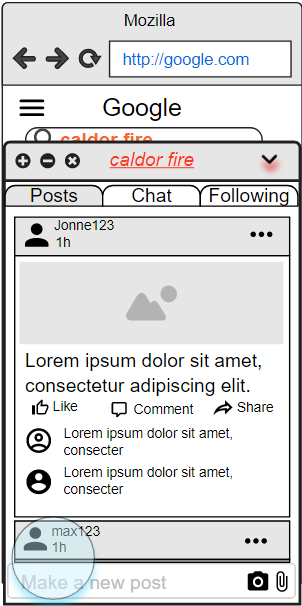 Mozilla
http://google.com
Google
caldor fire
caldor fire
Posts
Chat
Following
Jonne123
1h
Lorem ipsum dolor sit amet,
consectetur adipiscing elit.
Like
Comment
Share
Lorem ipsum dolor sit amet,
consecter
Lorem ipsum dolor sit amet,
consecter
max123
1h
Make a new post